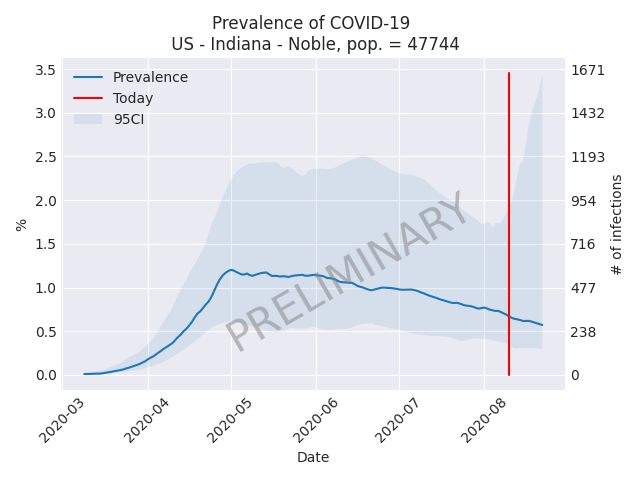 Prevalence of COVID-19
US - Indiana - Noble, pop. = 47744
Prevalence
Today
95CI
3.5
3.0
2.5
2.0
1.5
1.0
0.5
0.0
%
1671
1432
1193
954
716
477
238
0
# of infections
PRELIMINARY
2020-03
2020-04
2020-05
2020-06
2020-07
2020-08
Date